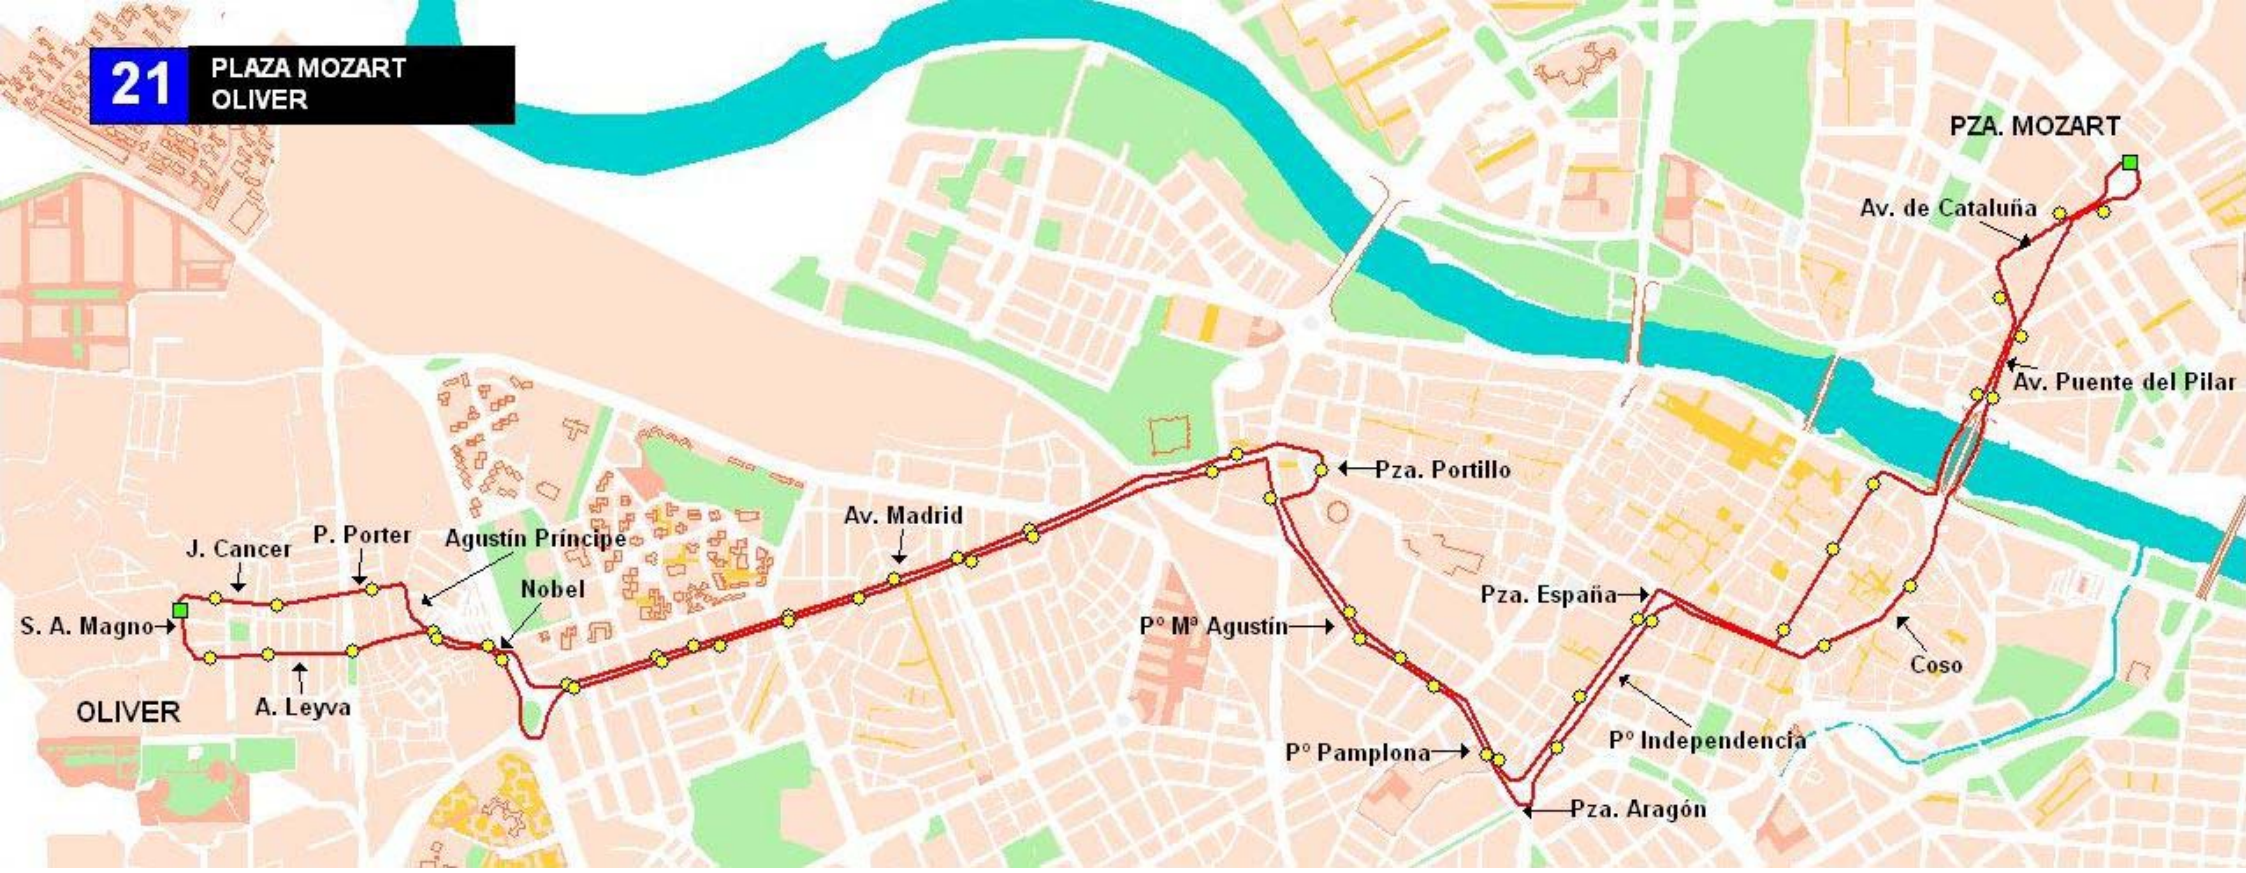 21
PLAZA MOZART
OLIVER
PZA. MOZART
Av. de Cataluña
Av. Puente del Pilar
Pza. Portillo
Av. Madrid
P. Porter
Agustín Príncipe
J. Cancer
Nobel
Pza. España
S. A. Magno
Pº Mª Agustín
Coso
A. Leyva
OLIVER
Pº Independencia
Pº Pamplona
Pza. Aragón